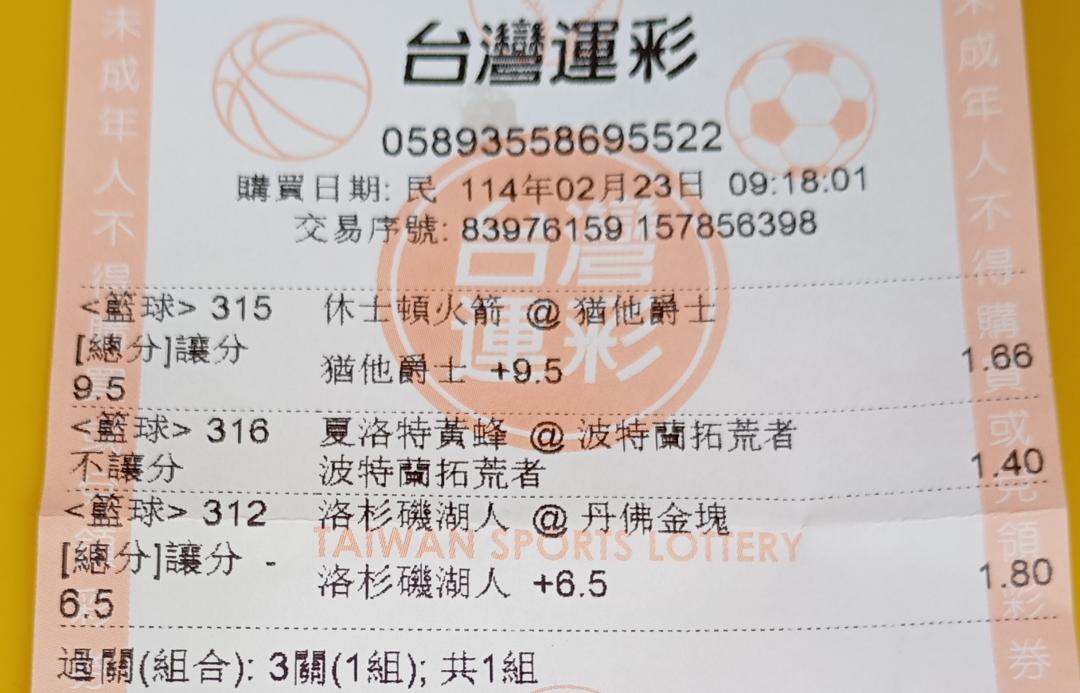 台灣運彩
05893558695522
購買日期: 民 114年02月23日 09:18:01
交易序號: 83976159 157856398
台灣
運彩
<籃球> 315 休士頓火箭 @ 猶他爵士
[總分]讓分
9.5 猶他爵士 +9.5 1.66
<籃球> 316 夏洛特黃蜂 @ 波特蘭拓荒者
不讓分 波特蘭拓荒者 1.40
<籃球> 312 洛杉磯湖人 @ 丹佛金塊
TAIWAN SPORTS LOTTERY
[總分]讓分 -
6.5 洛杉磯湖人 +6.5 1.80
過關(組合): 3關(1組); 共1組
未成年人不得購買或
未成年人不得購買或兌領彩券